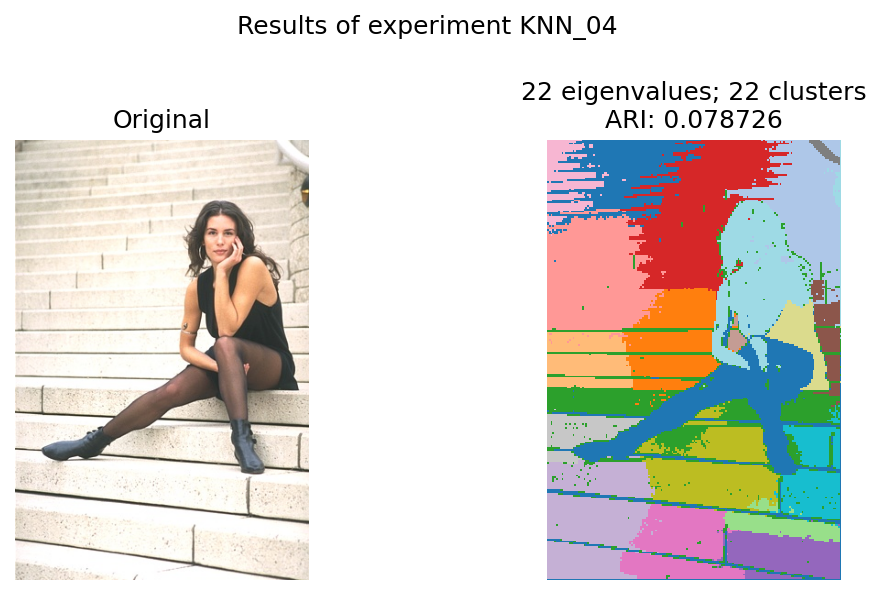 Results of experiment KNN_04
Original
22 eigenvalues; 22 clusters
ARI: 0.078726